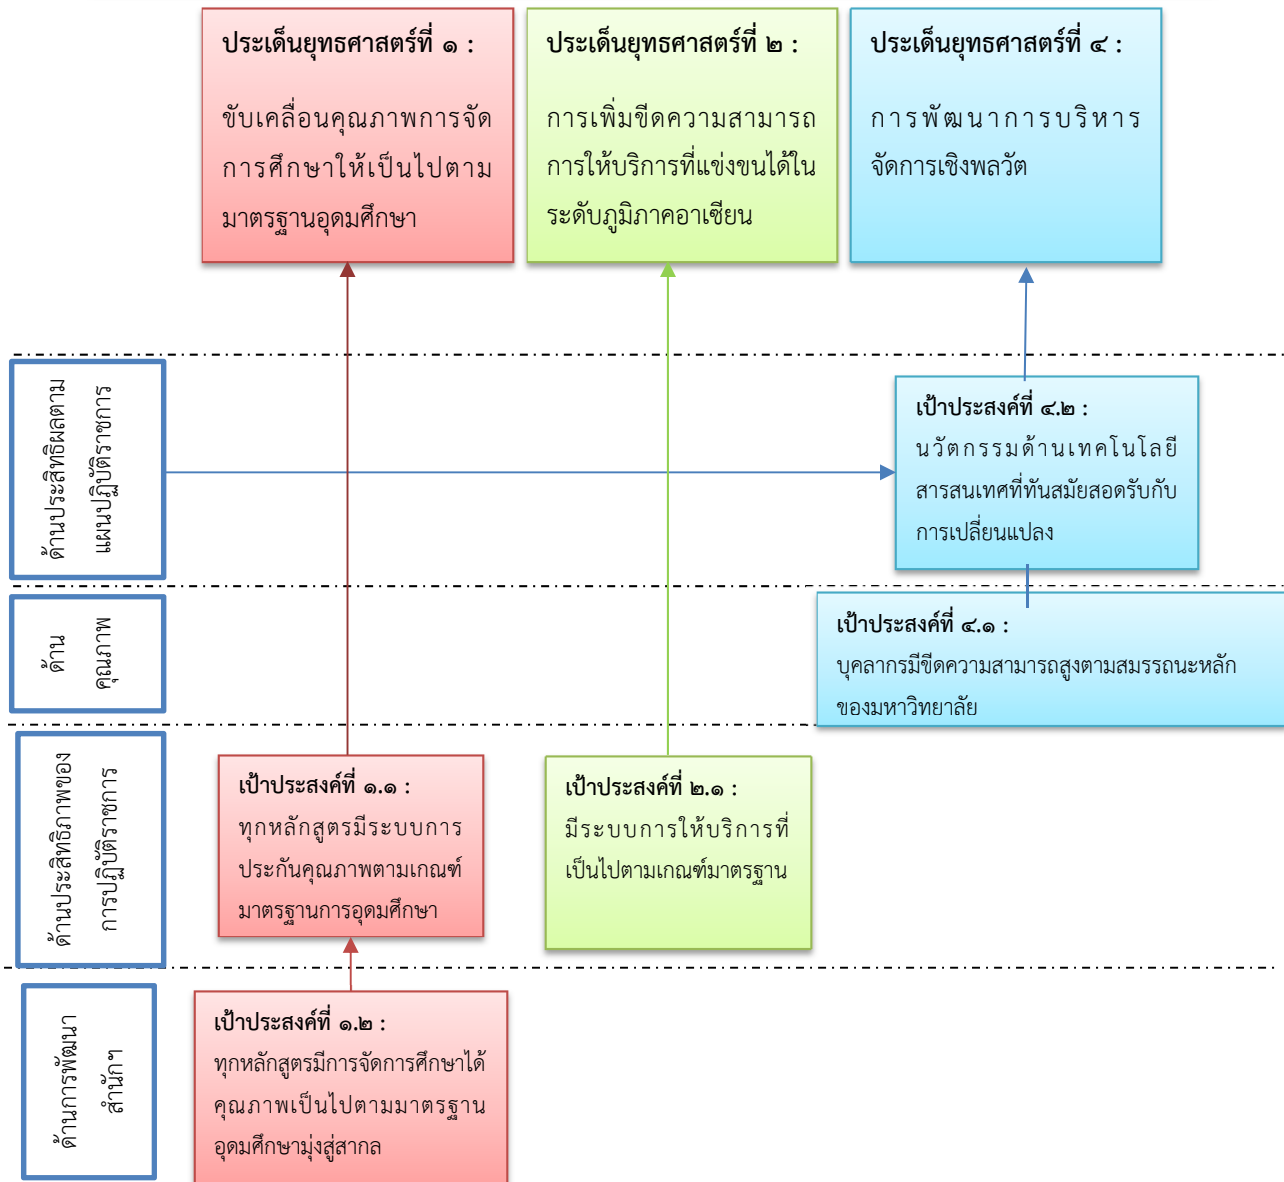 ประเด็นยุทธศาสตร์ที่ ๑ :
ขับเคลื่อนคุณภาพการจัด
การศึกษาให้เป็นไปตาม
มาตรฐานอุดมศึกษา
ประเด็นยุทธศาสตร์ที่ ๒ :
การเพิ่มขีดความสามารถ
การให้บริการที่แข่งขนได้ใน
ระดับภูมิภาคอาเซียน
ประเด็นยุทธศาสตร์ที่ ๔ :
การพัฒนาการบริหาร
จัดการเชิงพลวัต
ด้านประสิทธิผลตาม
แผนปฏิบัติราชการ
เป้าประสงค์ที่ ๔.๒ :
นวัตกรรมด้านเทคโนโลยี
สารสนเทศที่ทันสมัยสอดรับกับ
การเปลี่ยนแปลง
ด้าน
คุณภาพ
เป้าประสงค์ที่ ๔.๑ :
บุคลากรมีขีดความสามารถสูงตามสมรรถนะหลัก
ของมหาวิทยาลัย
ด้านประสิทธิภาพของ
การปฏิบัติราชการ
เป้าประสงค์ที่ ๑.๑ :
ทุกหลักสูตรมีระบบการ
ประกันคุณภาพตามเกณฑ์
มาตรฐานการอุดมศึกษา
เป้าประสงค์ที่ ๒.๑ :
มีระบบการให้บริการที่
เป็นไปตามเกณฑ์มาตรฐาน
ด้านการพัฒนา
สำนักฯ
เป้าประสงค์ที่ ๑.๒ :
ทุกหลักสูตรมีการจัดการศึกษาได้
คุณภาพเป็นไปตามมาตรฐาน
อุดมศึกษามุ่งสู่สากล